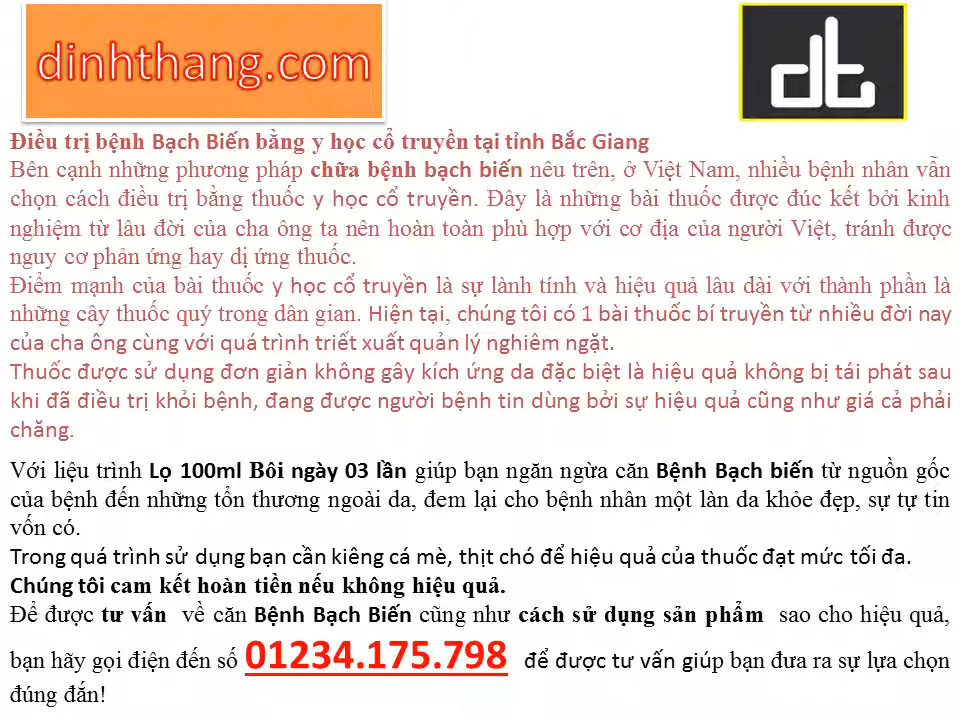 dinhthang.com
dt
Điều trị bệnh Bạch Biến bằng y học cổ truyền tại tỉnh Bắc Giang
Bên cạnh những phương pháp chữa bệnh bạch biến nêu trên, ở Việt Nam, nhiều bệnh nhân vẫn
chọn cách điều trị bằng thuốc y học cổ truyền. Đây là những bài thuốc được đúc kết bởi kinh
nghiệm từ lâu đời của cha ông ta nên hoàn toàn phù hợp với cơ địa của người Việt, tránh được
nguy cơ phản ứng hay dị ứng thuốc.
Điểm mạnh của bài thuốc y học cổ truyền là sự lành tính và hiệu quả lâu dài với thành phần là
những cây thuốc quý trong dân gian. Hiện tại, chúng tôi có 1 bài thuốc bí truyền từ nhiều đời nay
của cha ông cùng với quá trình triết xuất quản lý nghiêm ngặt.
Thuốc được sử dụng đơn giản không gây kích ứng da đặc biệt là hiệu quả không bị tái phát sau
khi đã điều trị khỏi bệnh, đang được người bệnh tin dùng bởi sự hiệu quả cũng như giá cả phải
chăng.
Với liệu trình Lọ 100ml Bôi ngày 03 lần giúp bạn ngăn ngừa căn Bệnh Bạch biến từ nguồn gốc
của bệnh đến những tổn thương ngoài da, đem lại cho bệnh nhân một làn da khỏe đẹp, sự tự tin
vốn có.
Trong quá trình sử dụng bạn cần kiêng cá mè, thịt chó để hiệu quả của thuốc đạt mức tối đa.
Chúng tôi cam kết hoàn tiền nếu không hiệu quả.
Để được tư vấn về căn Bệnh Bạch Biến cũng như cách sử dụng sản phẩm sao cho hiệu quả,
bạn hãy gọi điện đến số 01234.175.798 để được tư vấn giúp bạn đưa ra sự lựa chọn
đúng đắn!